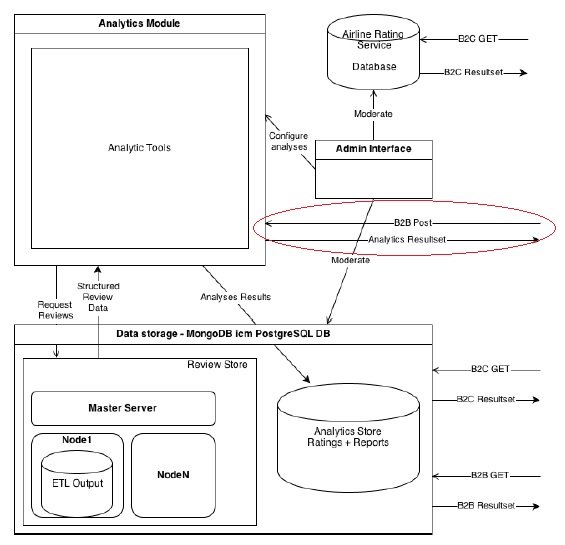 Analytics Module
Analytic Tools
Airline Rating
Service
Database
B2C GET
B2C Resultset
Moderate
Configure
analyses
Admin Interface
B2B Post
Analytics Resultset
Moderate
Request
Reviews
Structured
Review
Data
Analyses Results
Data storage - MongoDB icm PostgreSQL DB
Review Store
Master Server
Node1
ETL Output
NodeN
Analytics Store
Ratings + Reports
B2C GET
B2C Resultset
B2B GET
B2B Resultset